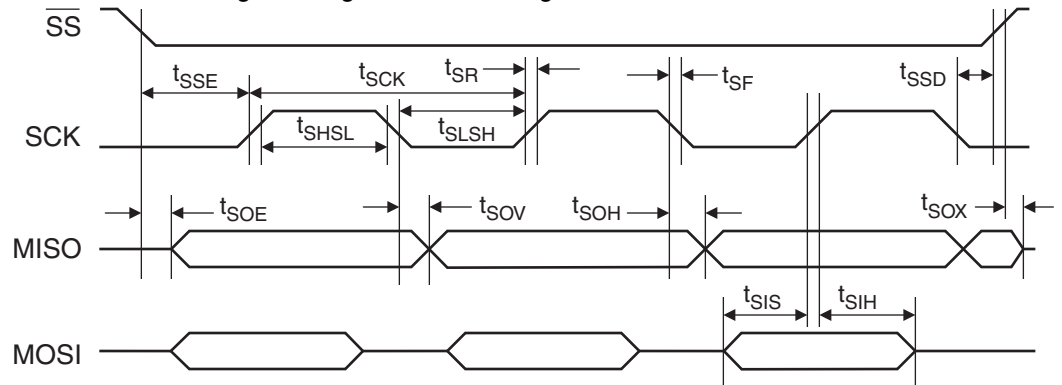 SS
tSSE
tSCK
tSR
tSF
tSSD
SCK
tSHSL
tSLSH
tSOE
tSOV
tSOH
tSOX
MISO
tSIS
tSIH
MOSI